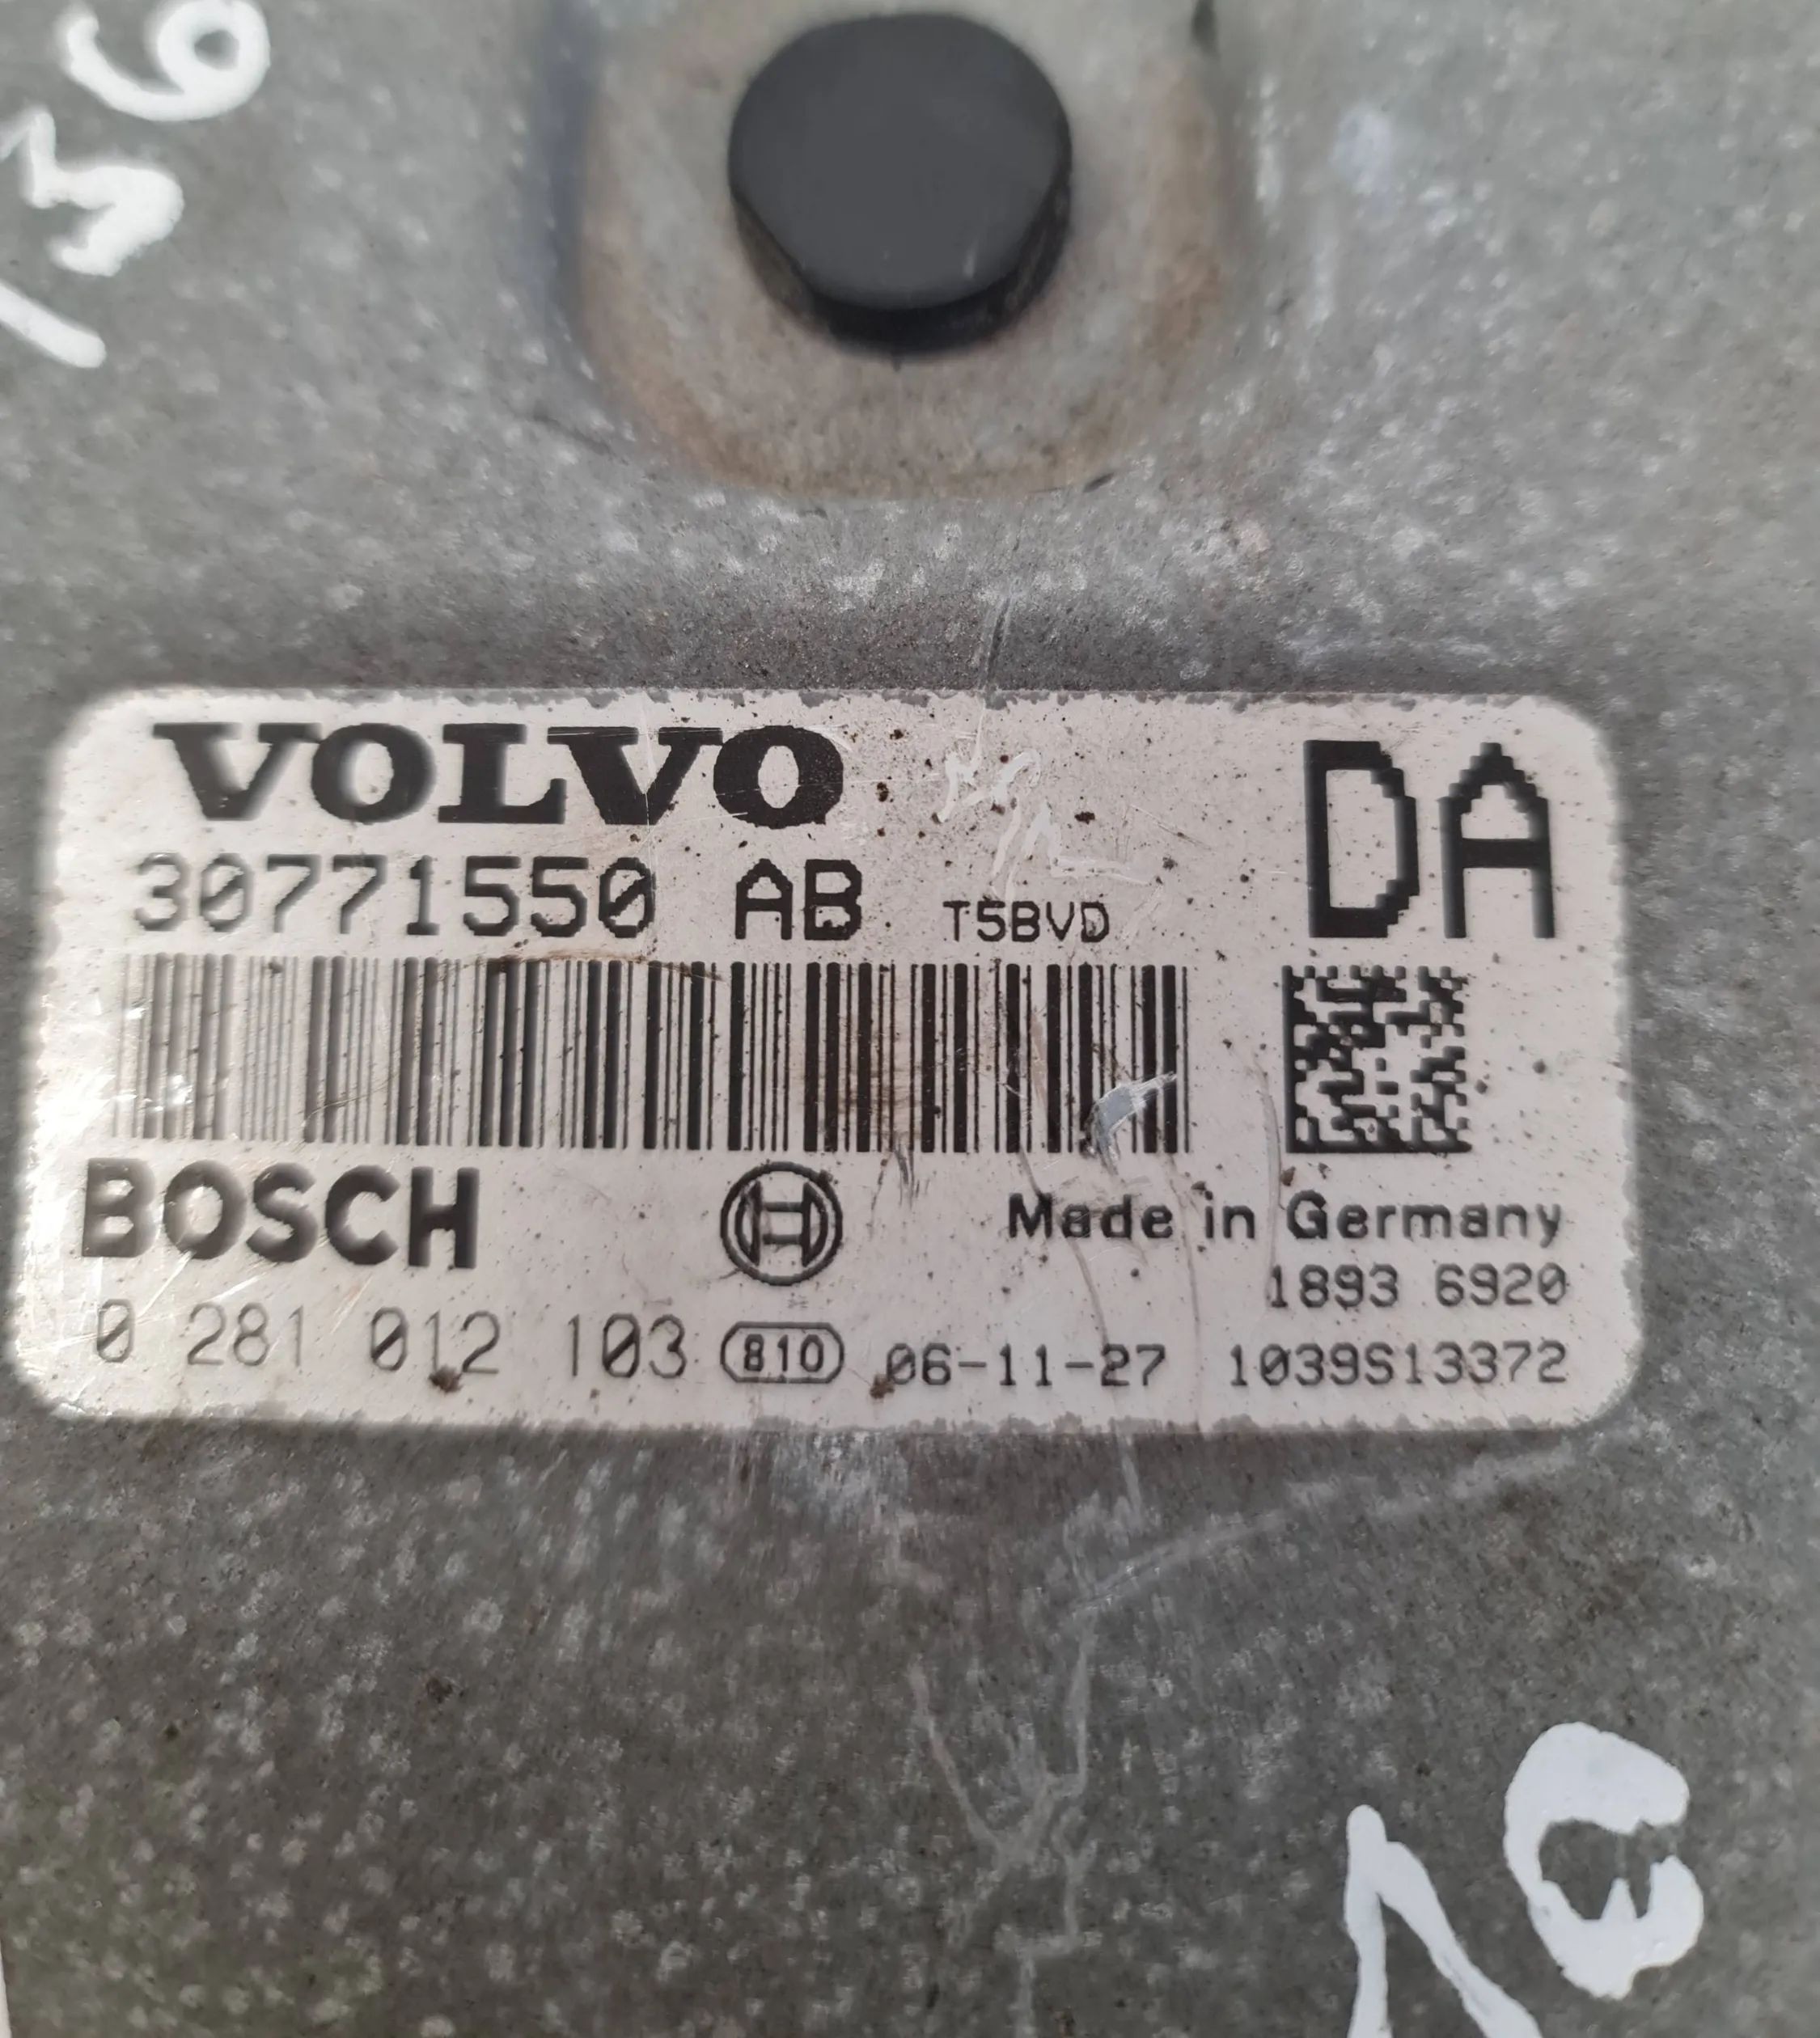 136
VOLVO
DA
30771550 AB T5BVD
BOSCH
Made in Germany
1893 6920
0 281 012 103 810 06-11-27 1039S13372